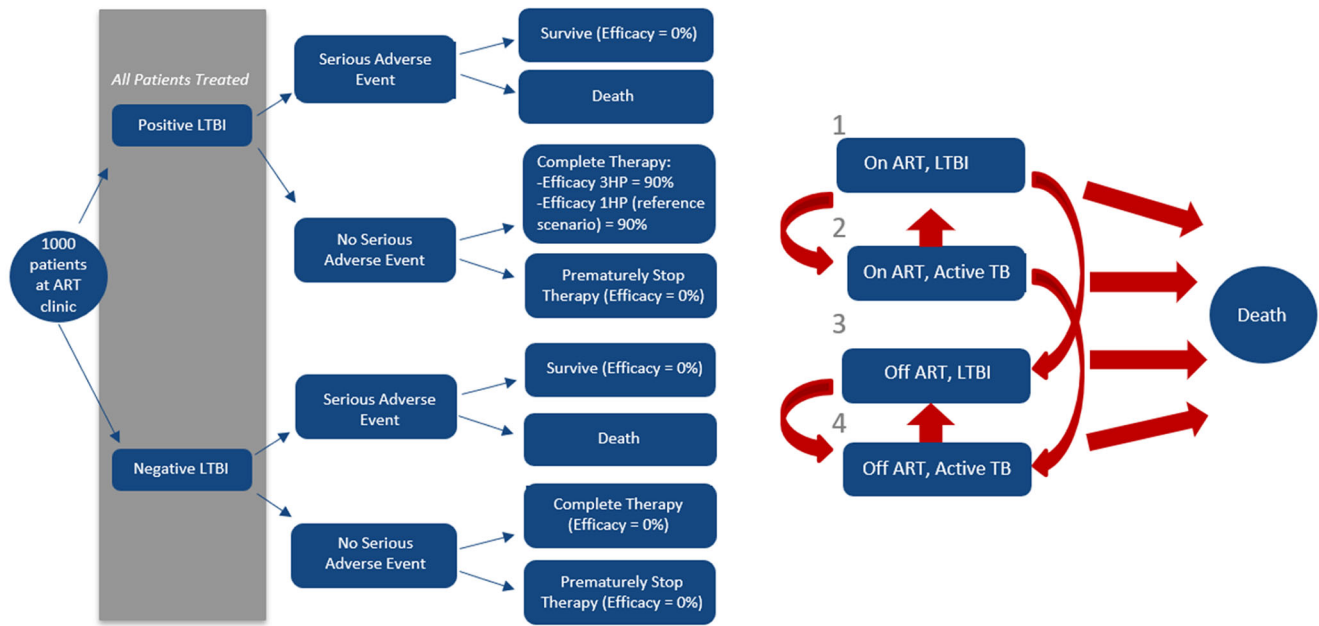 All Patients Treated
1000
patients
at ART
clinic
Positive LTBI
Negative LTBI
Serious Adverse
Event
No Serious
Adverse Event
Serious Adverse
Event
No Serious
Adverse Event
Survive (Efficacy = 0%)
Death
Complete Therapy:
-Efficacy 3HP = 90%
-Efficacy 1HP (reference
scenario) = 90%
Prematurely Stop
Therapy (Efficacy = 0%)
Survive (Efficacy = 0%)
Death
Complete Therapy
(Efficacy = 0%)
Prematurely Stop
Therapy (Efficacy = 0%)
1
On ART, LTBI
2
On ART, Active TB
3
Off ART, LTBI
4
Off ART, Active TB
Death